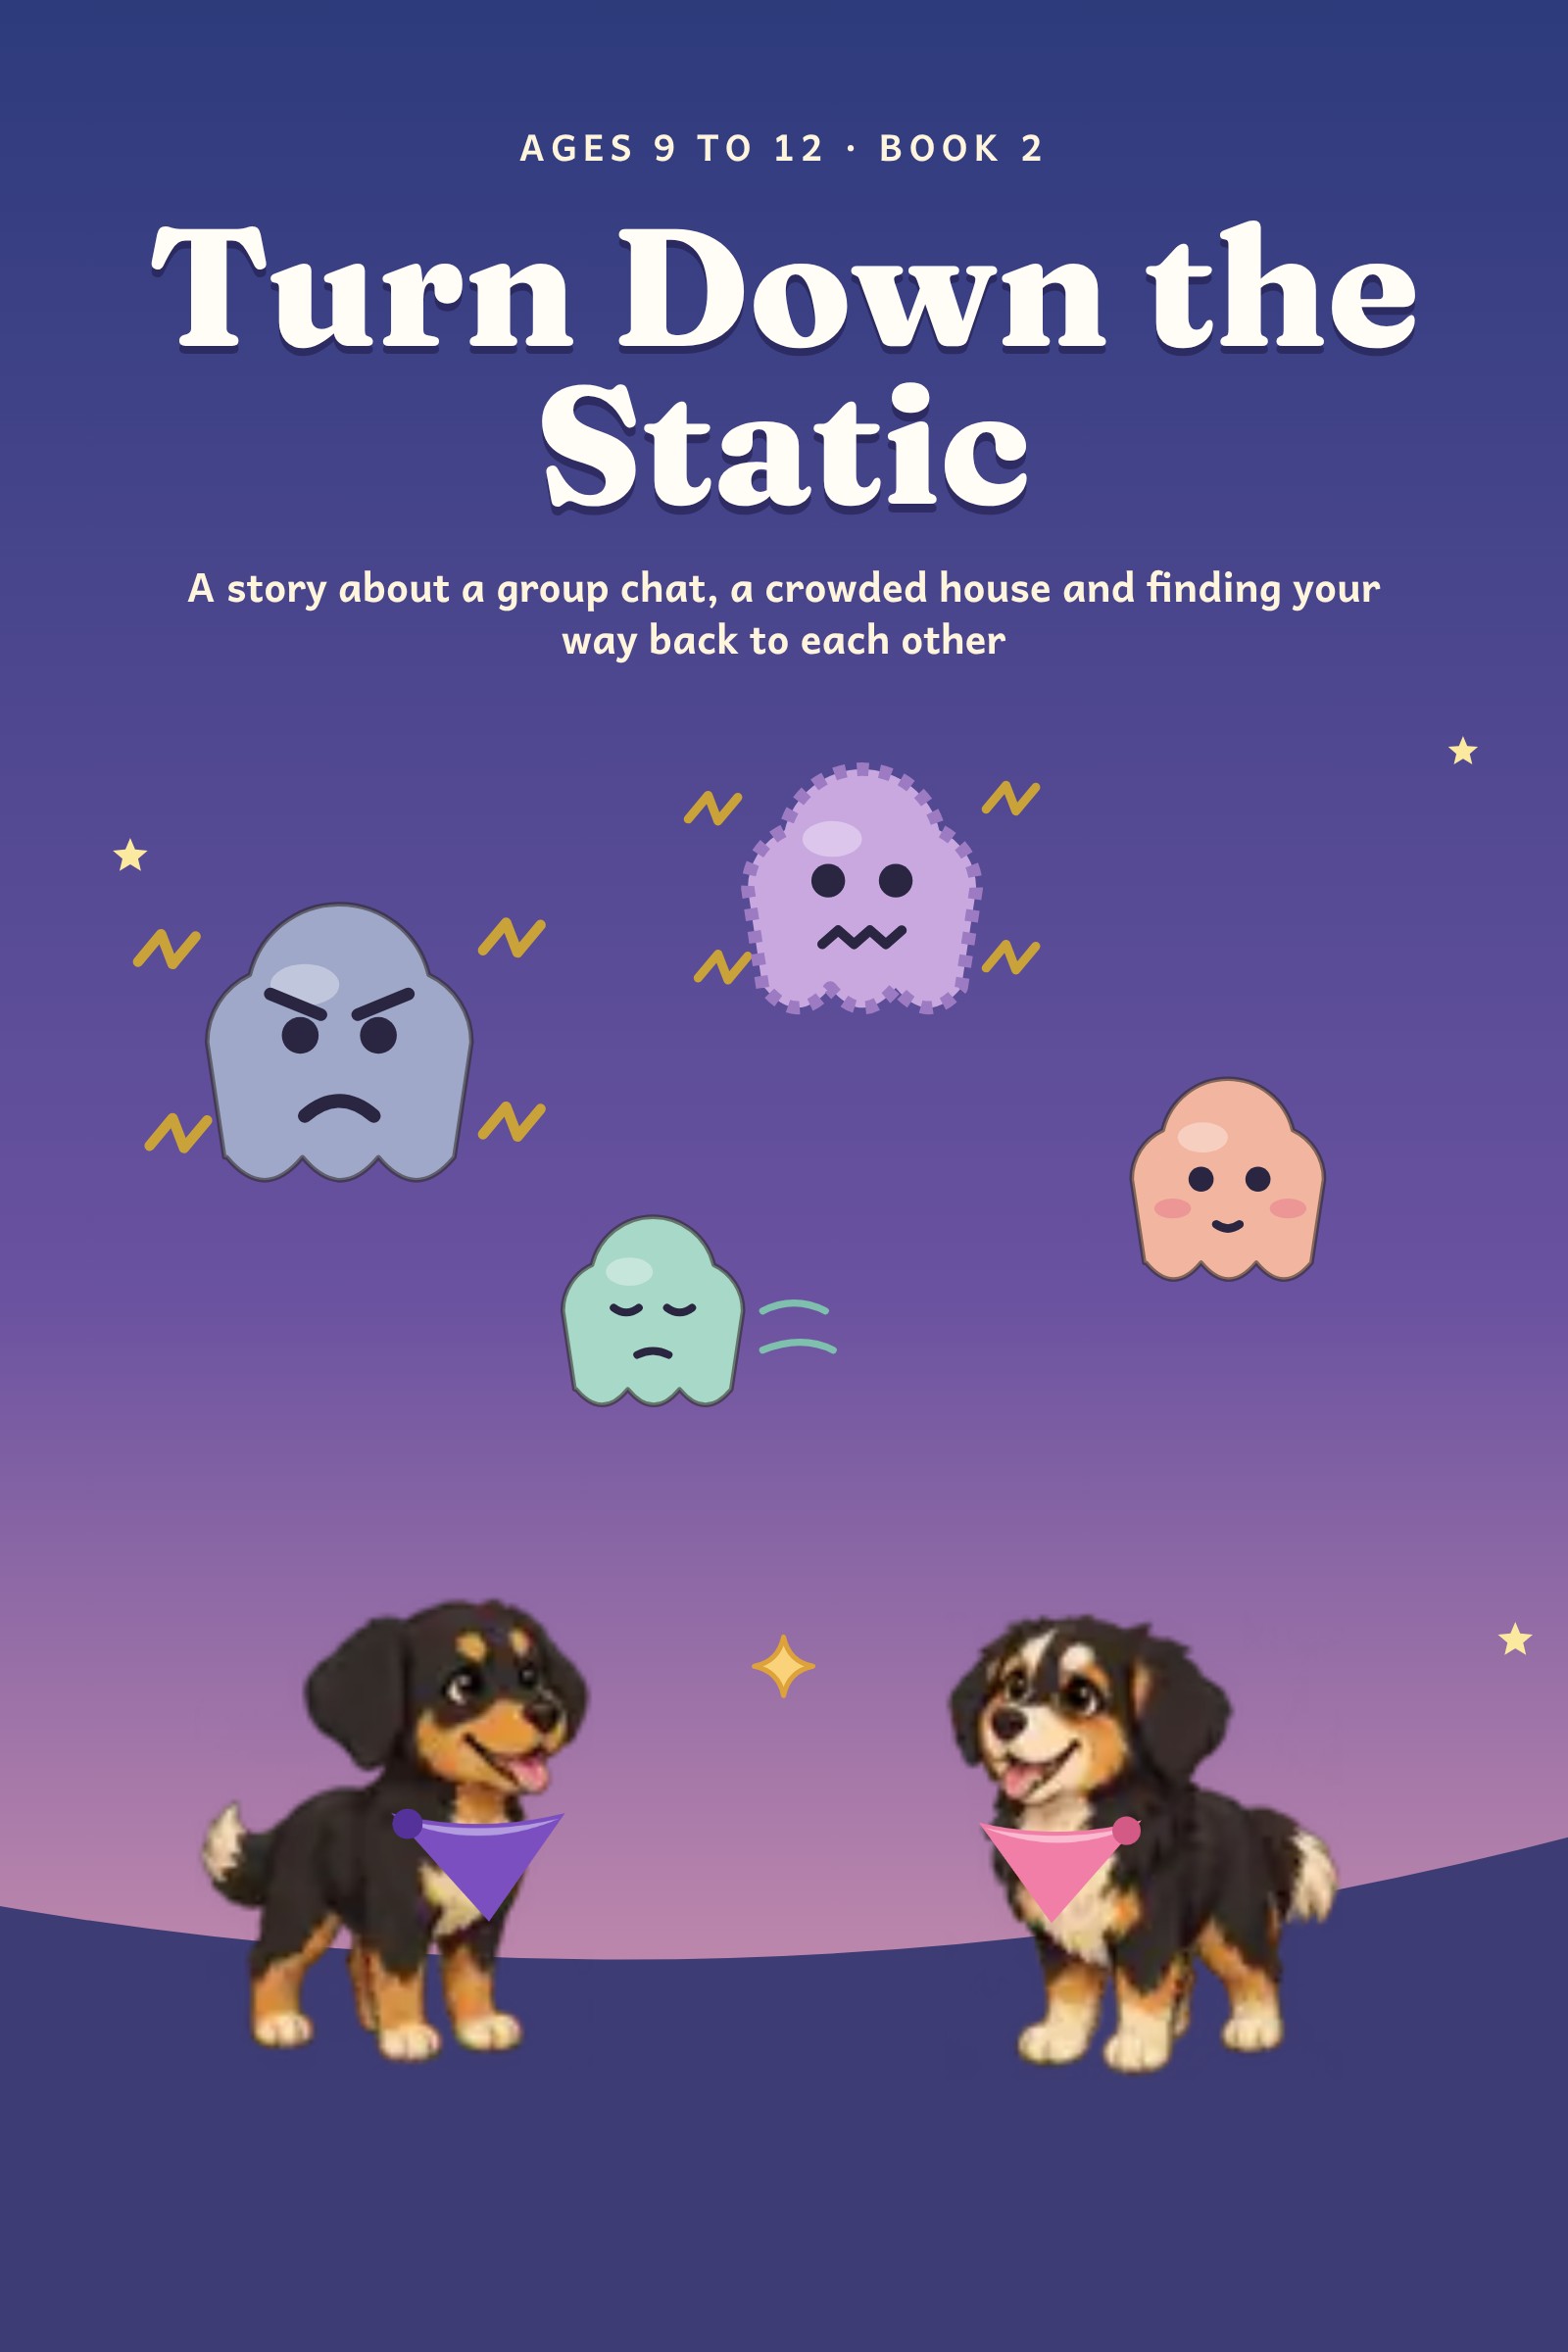 AGES 9 TO 12 · BOOK 2
Turn Down the
Static
A story about a group chat, a crowded house and finding your
way back to each other